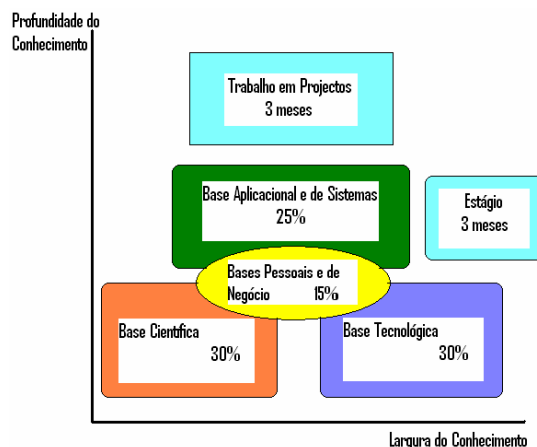 Profundidade do
Conhecimento
Trabalho em Projectos
3 meses
Base Aplicacional e de Sistemas
25%
Estágio
3 meses
Bases Pessoais e de
Negócio 15%
Base Científica
30%
Base Tecnológica
30%
Largura do Conhecimento